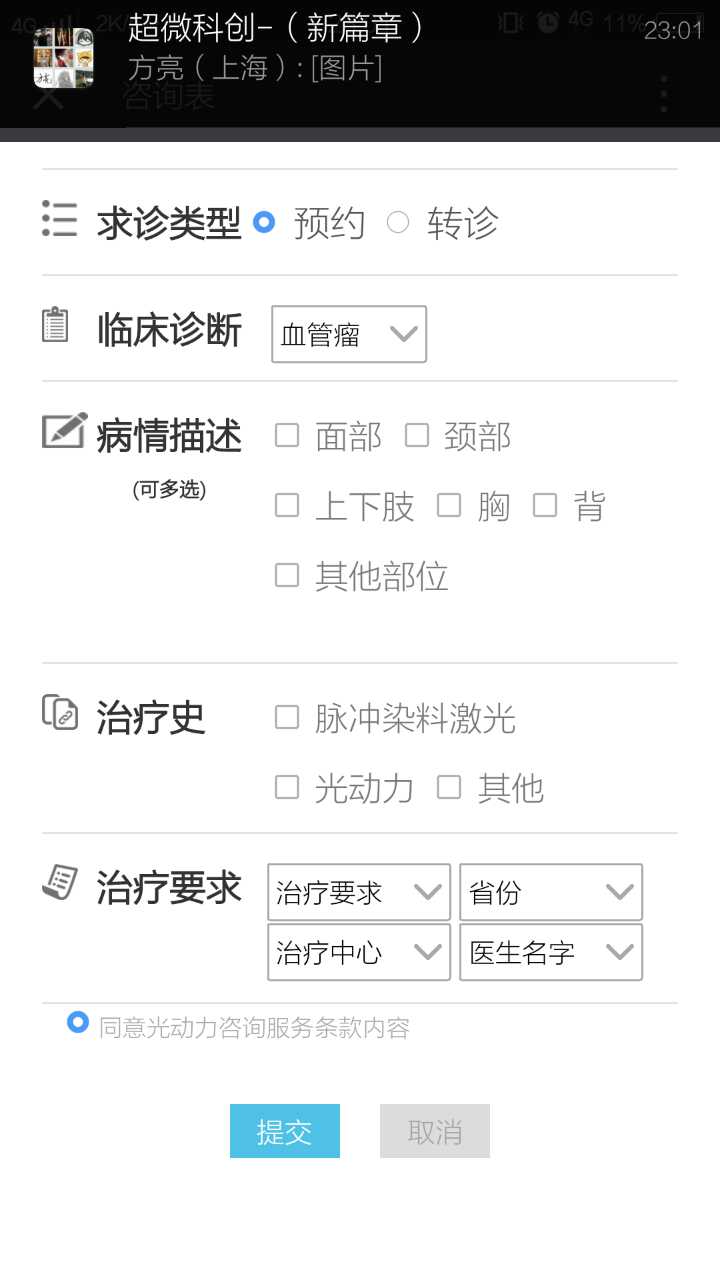 4G 2K/ 4G 11% 23:01
超微科创-（新篇章）
方亮（上海）: [图片]
咨询表
求诊类型 预约 转诊
临床诊断 血管瘤
病情描述 面部 颈部
(可多选)
上下肢 胸 背
其他部位
治疗史 脉冲染料激光
光动力 其他
治疗要求 治疗要求 省份
治疗中心 医生名字
同意光动力咨询服务条款内容
提交 取消